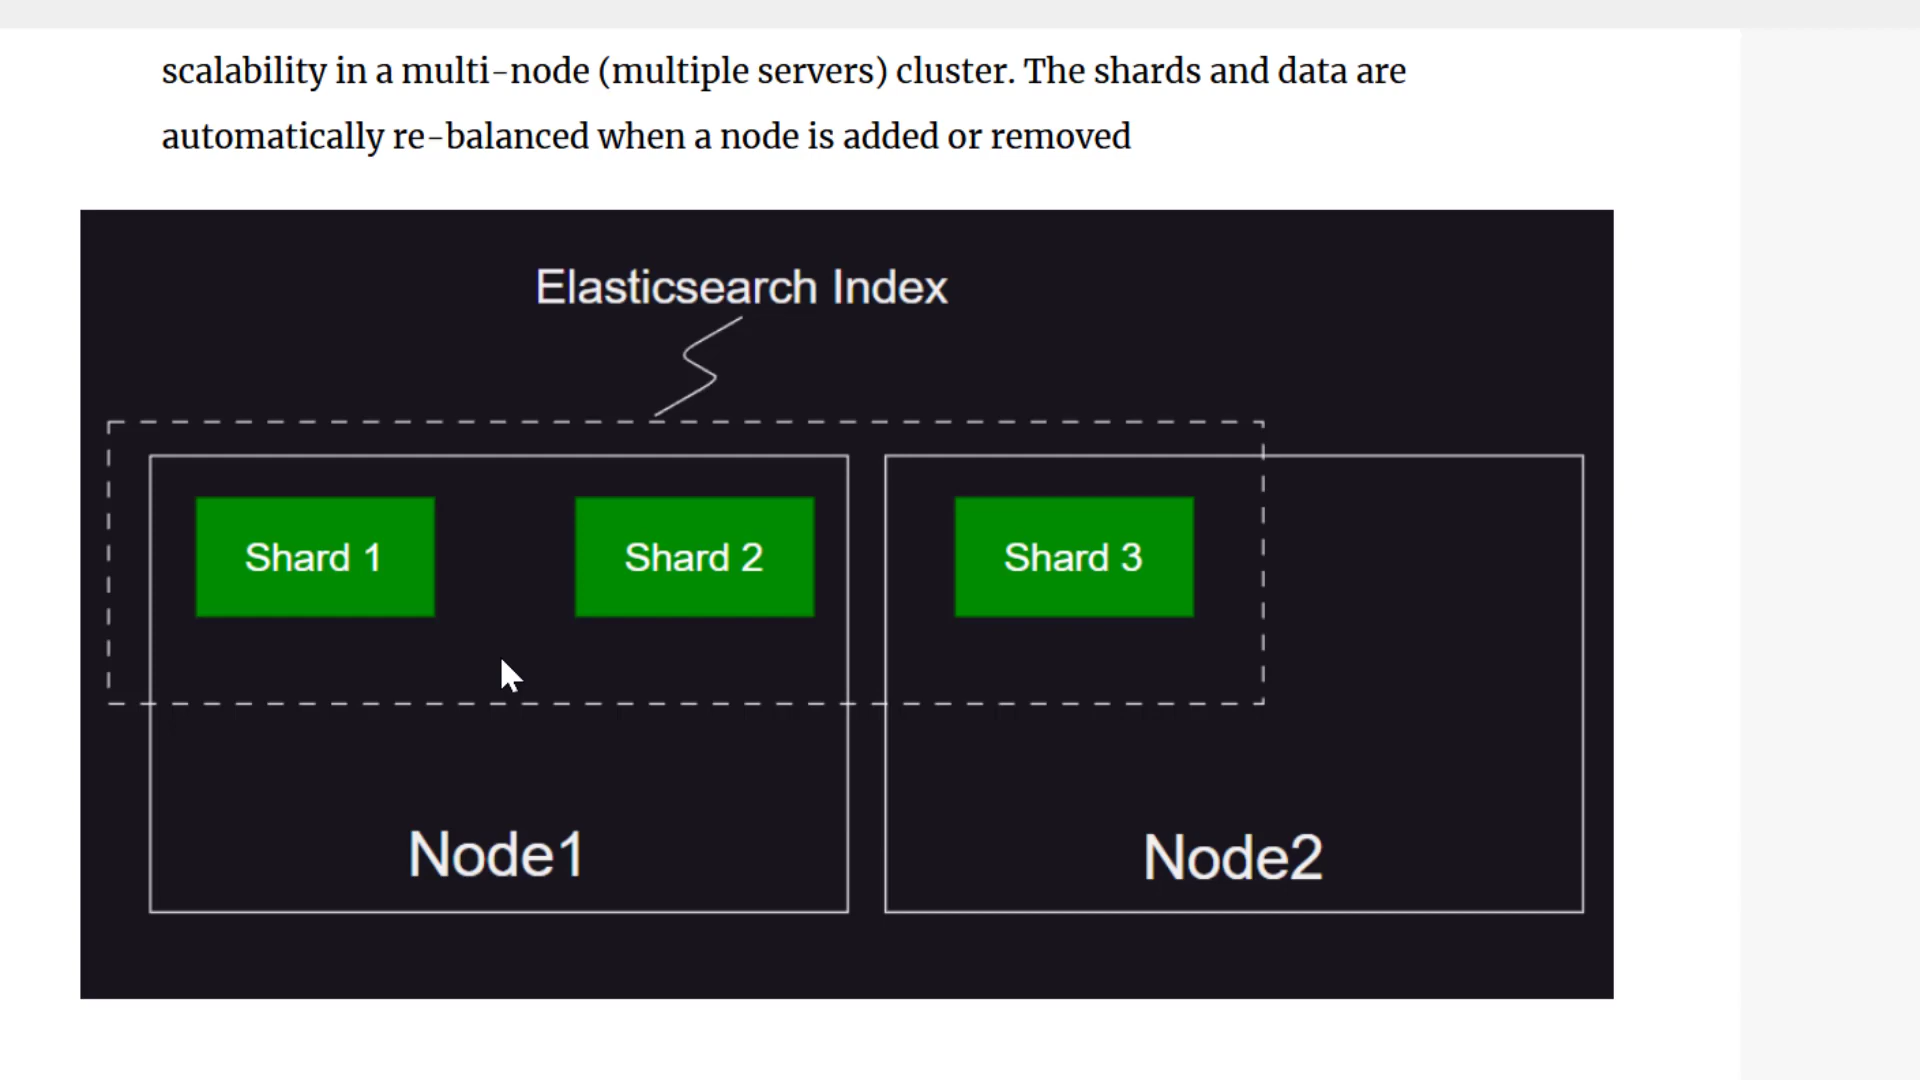 scalability in a multi-node (multiple servers) cluster. The shards and data are
automatically re-balanced when a node is added or removed
Elasticsearch Index
Shard 1
Shard 2
Shard 3
Node1
Node2